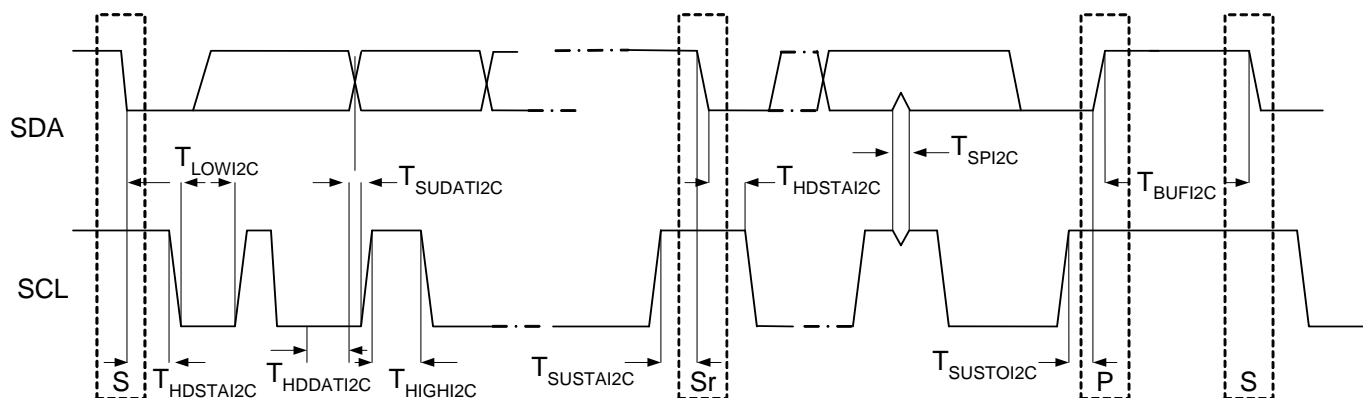 SDA
T_LOWI2C
T_SUDATI2C
T_HDSTAI2C
T_SPI2C
T_BUFI2C
SCL
S
T_HDSTAI2C
T_HDDATI2C
T_HIGHI2C
T_SUSTAI2C
Sr
T_SUSTOI2C
P
S